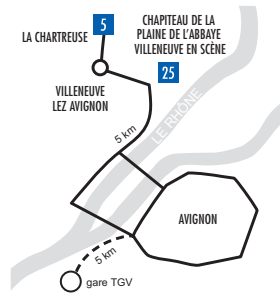 5
LA CHARTREUSE
CHAPITEAU DE LA
PLAINE DE L'ABBAYE
VILLENEUVE EN SCÈNE
25
VILLENEUVE
LEZ AVIGNON
5 km
LE RHÔNE
AVIGNON
5 km
gare TGV